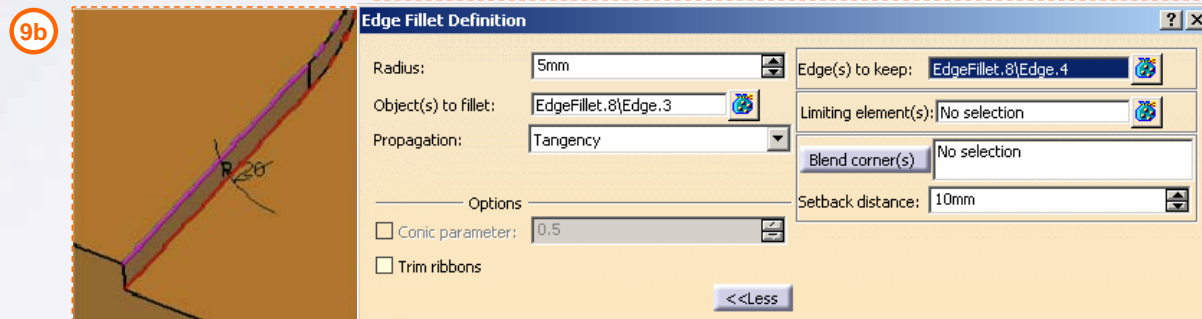 9b
Edge Fillet Definition
Radius: 5mm
Object(s) to fillet: EdgeFillet.8\Edge.3
Propagation: Tangency
Options
Conic parameter: 0.5
Trim ribbons
<<Less
Edge(s) to keep: EdgeFillet.8\Edge.4
Limiting element(s): No selection
Blend corner(s) No selection
Setback distance: 10mm
R 20